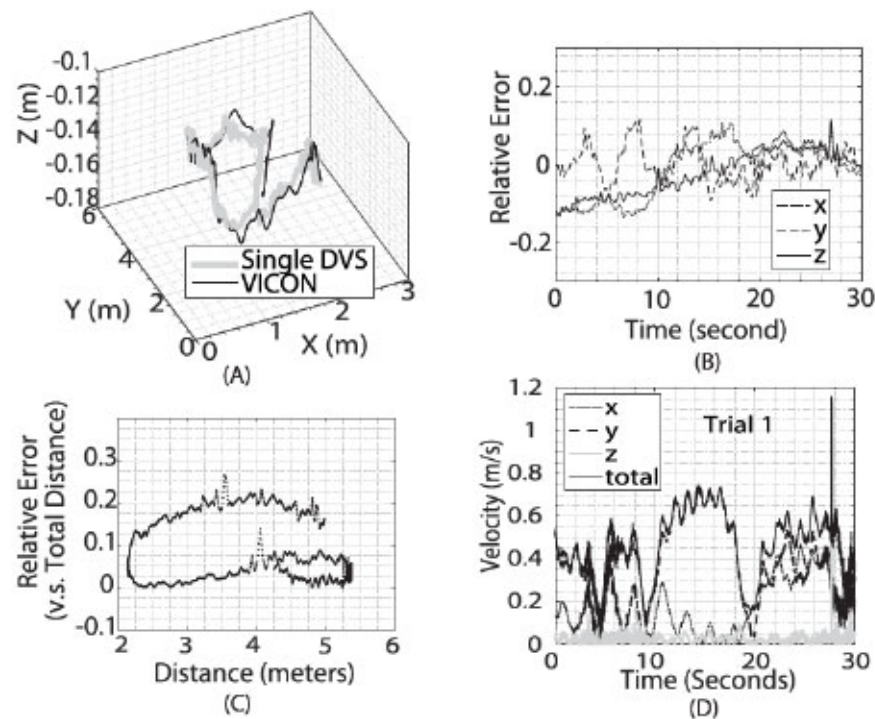 -0.1
-0.12
-0.14
-0.16
-0.18
Z (m)
6
4
2
0
Y (m)
0
1
2
3
X (m)
Single DVS
VICON
(A)
0.2
0
-0.2
Relative Error
x
y
z
0
10
20
30
Time (second)
(B)
0.3
0.2
0.1
0
-0.1
Relative Error
(v.s. Total Distance)
2
3
4
5
6
Distance (meters)
(C)
1.2
1
0.8
0.6
0.4
0.2
0
Velocity (m/s)
x
y
z
total
Trial 1
0
10
20
30
Time (Seconds)
(D)